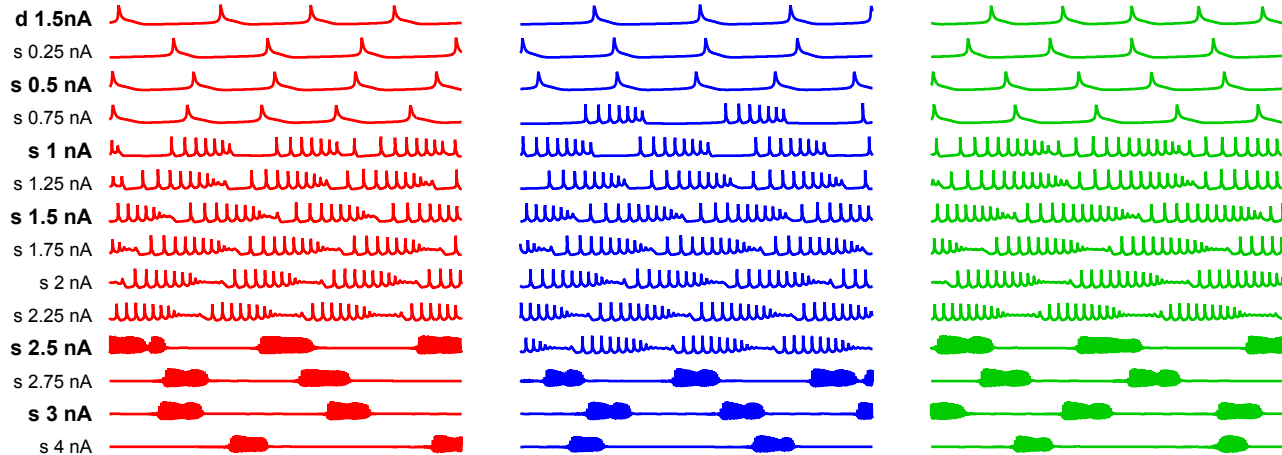 d 1.5nA
s 0.25 nA
s 0.5 nA
s 0.75 nA
s 1 nA
s 1.25 nA
s 1.5 nA
s 1.75 nA
s 2 nA
s 2.25 nA
s 2.5 nA
s 2.75 nA
s 3 nA
s 4 nA